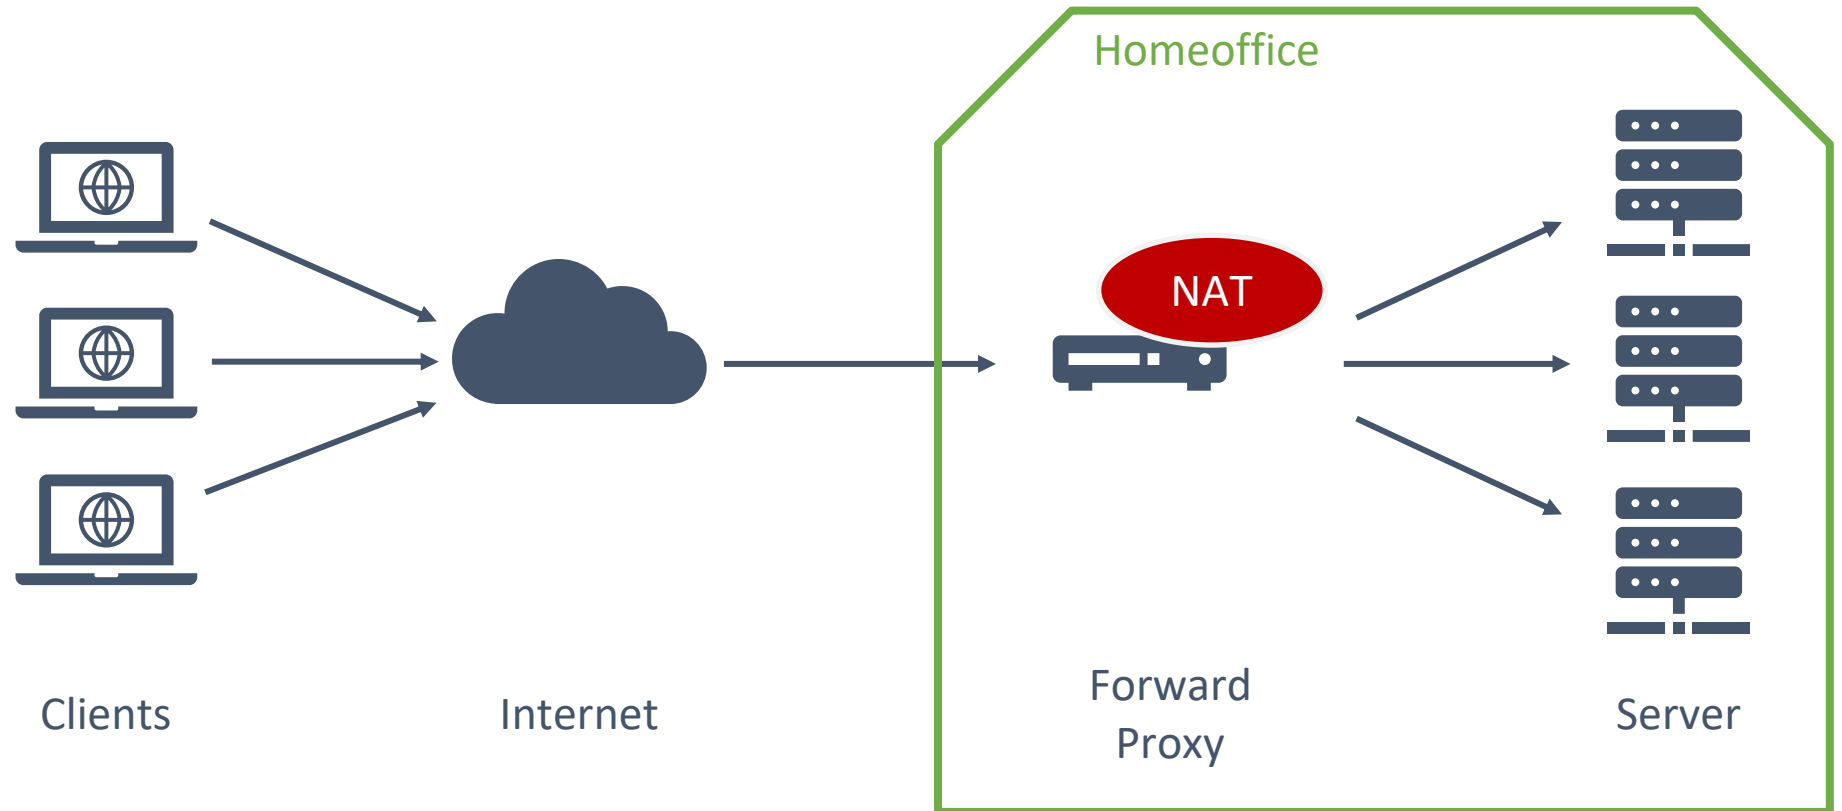 Homeoffice
NAT
Clients
Internet
Forward
Proxy
Server